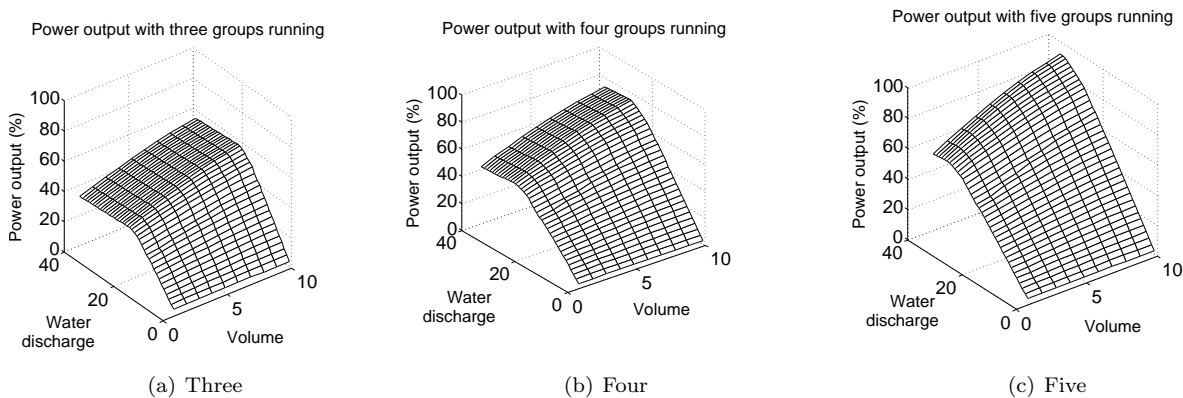 Power output with three groups running
Power output (%)
100
80
60
40
20
0
40
20
0
Water
discharge
0
5
10
Volume
(a) Three
Power output with four groups running
Power output (%)
100
80
60
40
20
0
40
20
0
Water
discharge
0
5
10
Volume
(b) Four
Power output with five groups running
Power output (%)
100
80
60
40
20
0
40
20
0
Water
discharge
0
5
10
Volume
(c) Five